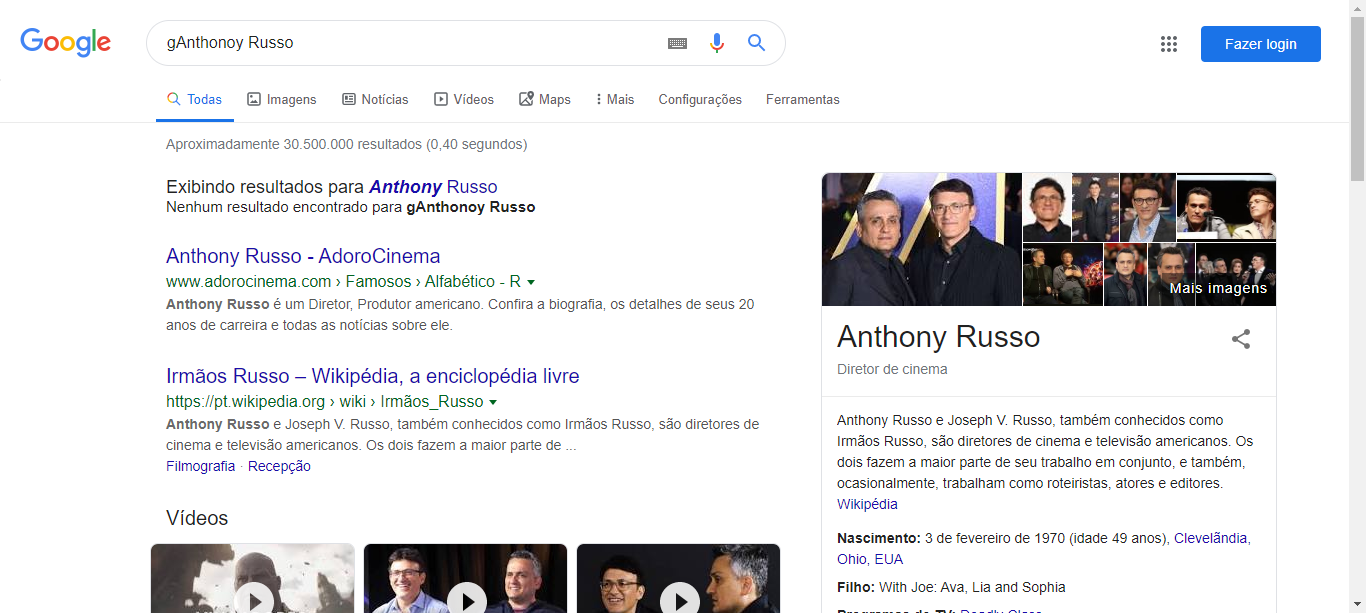 Google
gAnthonoy Russo
Fazer login
Todas
Imagens
Notícias
Vídeos
Maps
Mais
Configurações
Ferramentas
Aproximadamente 30.500.000 resultados (0,40 segundos)
Exibindo resultados para Anthony Russo
Nenhum resultado encontrado para gAnthonoy Russo
Anthony Russo - AdoroCinema
www.adorocinema.com › Famosos › Alfabético - R
Anthony Russo é um Diretor, Produtor americano. Confira a biografia, os detalhes de seus 20
anos de carreira e todas as notícias sobre ele.
Irmãos Russo – Wikipédia, a enciclopédia livre
https://pt.wikipedia.org › wiki › Irmãos_Russo
Anthony Russo e Joseph V. Russo, também conhecidos como Irmãos Russo, são diretores de
cinema e televisão americanos. Os dois fazem a maior parte de ...
Filmografia · Recepção
Vídeos
Mais imagens
Anthony Russo
Diretor de cinema
Anthony Russo e Joseph V. Russo, também conhecidos como
Irmãos Russo, são diretores de cinema e televisão americanos. Os
dois fazem a maior parte de seu trabalho em conjunto, e também,
ocasionalmente, trabalham como roteiristas, atores e editores.
Wikipédia
Nascimento: 3 de fevereiro de 1970 (idade 49 anos), Clevelãndia,
Ohio, EUA
Filho: With Joe: Ava, Lia and Sophia
Programas de TV: Deadly Class